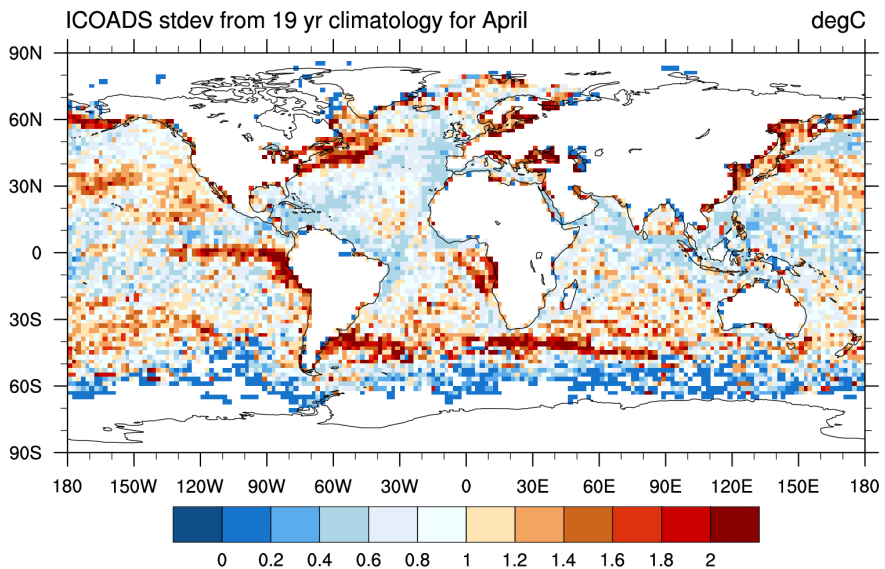 ICOADS stdev from 19 yr climatology for April degC
90N
60N
30N
0
30S
60S
90S
180 150W 120W 90W 60W 30W 0 30E 60E 90E 120E 150E 180
0 0.2 0.4 0.6 0.8 1 1.2 1.4 1.6 1.8 2